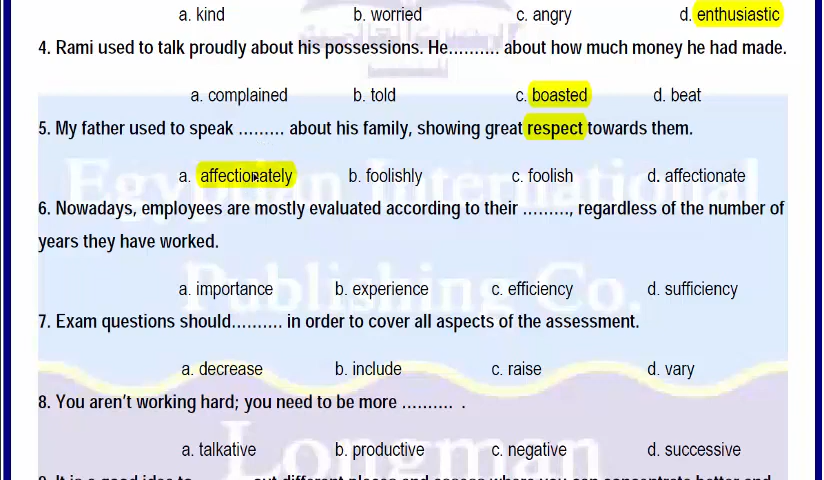 a. kind b. worried c. angry d. enthusiastic
4. Rami used to talk proudly about his possessions. He.......... about how much money he had made.
a. complained b. told c. boasted d. beat
5. My father used to speak ......... about his family, showing great respect towards them.
a. affectionately b. foolishly c. foolish d. affectionate
6. Nowadays, employees are mostly evaluated according to their ........., regardless of the number of
years they have worked.
a. importance b. experience c. efficiency d. sufficiency
7. Exam questions should.......... in order to cover all aspects of the assessment.
a. decrease b. include c. raise d. vary
8. You aren't working hard; you need to be more .......... .
a. talkative b. productive c. negative d. successive
Egyptian International
Publishing Co.
Longman